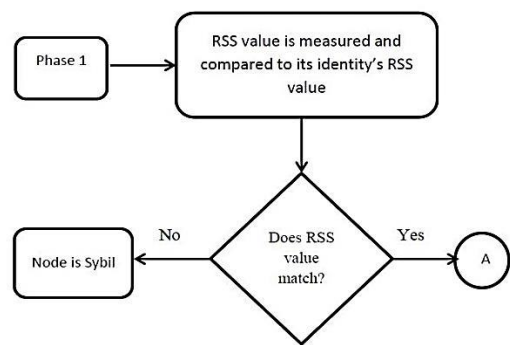 Phase 1
RSS value is measured and
compared to its identity's RSS
value
Does RSS
value
match?
No
Yes
Node is Sybil
A